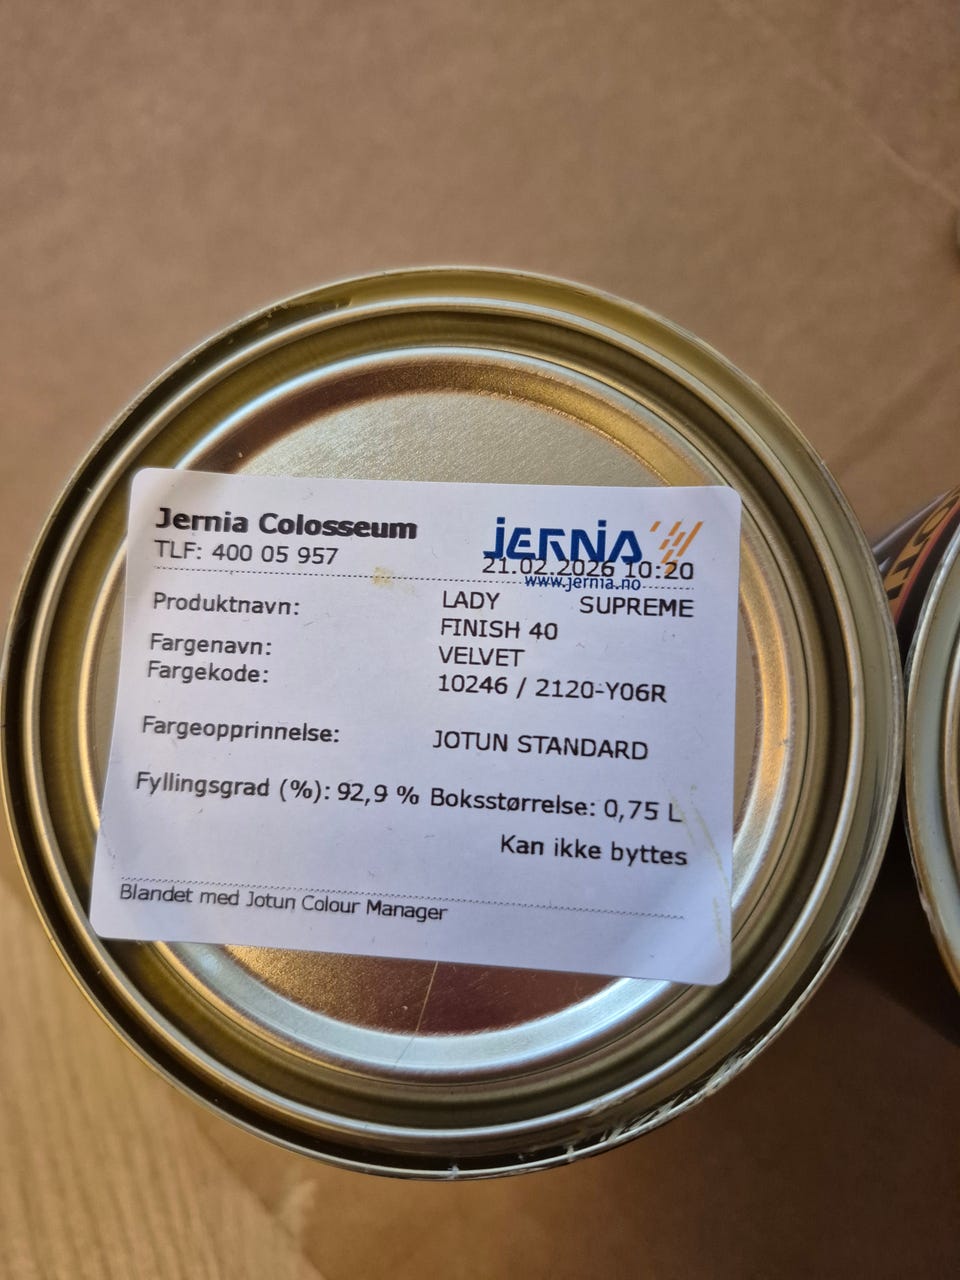 Jernia Colosseum
JERNIA
TLF: 400 05 957
21.02.2026 10:20
www.jernia.no
Produktnavn: LADY SUPREME
FINISH 40
Fargenavn: VELVET
Fargekode: 10246 / 2120-Y06R
Fargeopprinnelse: JOTUN STANDARD
Fyllingsgrad (%): 92,9 % Boksstørrelse: 0,75 L
Kan ikke byttes
Blandet med Jotun Colour Manager